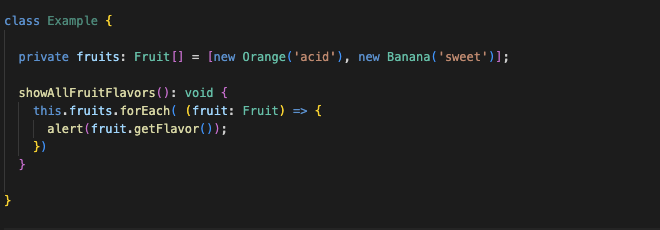 class Example {
private fruits: Fruit[] = [new Orange('acid'), new Banana('sweet')];
showAllFruitFlavors(): void {
this.fruits.forEach( (fruit: Fruit) => {
alert(fruit.getFlavor());
})
}
}